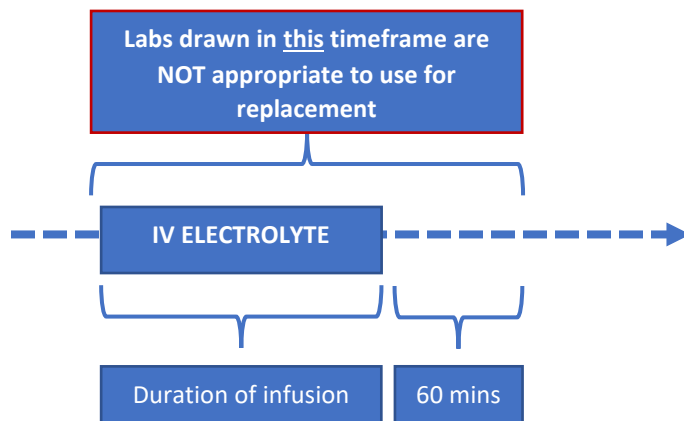 Labs drawn in this timeframe are
NOT appropriate to use for
replacement
IV ELECTROLYTE
Duration of infusion
60 mins